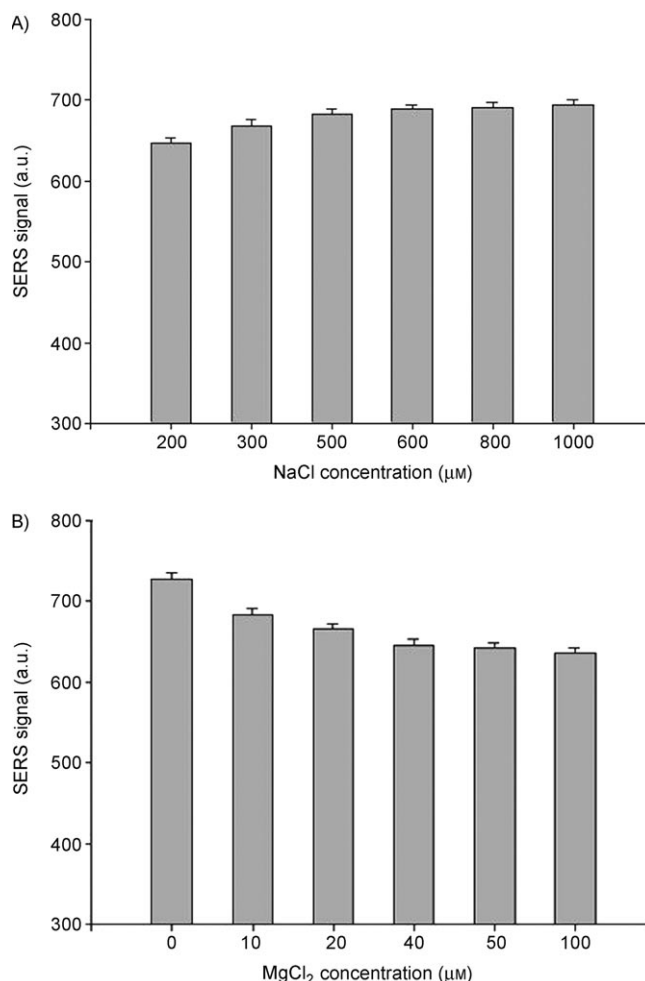 A)
800
700
600
500
400
300
SERS signal (a.u.)
200 300 500 600 800 1000
NaCl concentration (μM)
B)
800
700
600
500
400
300
SERS signal (a.u.)
0 10 20 40 50 100
MgCl₂ concentration (μM)